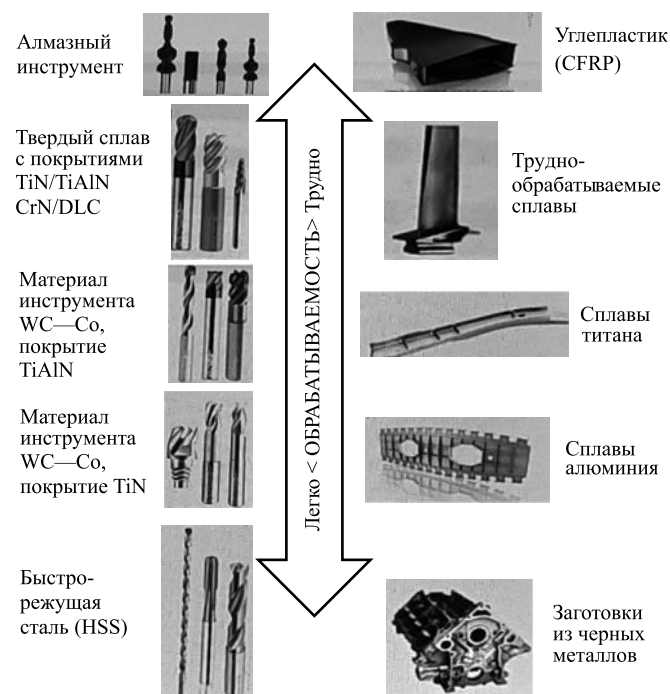 Алмазный
инструмент
Твердый сплав
с покрытиями
TiN/TiAlN
CrN/DLC
Материал
инструмента
WC—Co,
покрытие
TiAlN
Материал
инструмента
WC—Co,
покрытие TiN
Быстро-
режущая
сталь (HSS)
Легко < ОБРАБАТЫВАЕМОСТЬ> Трудно
Углепластик
(CFRP)
Трудно-
обрабатываемые
сплавы
Сплавы
титана
Сплавы
алюминия
Заготовки
из черных
металлов